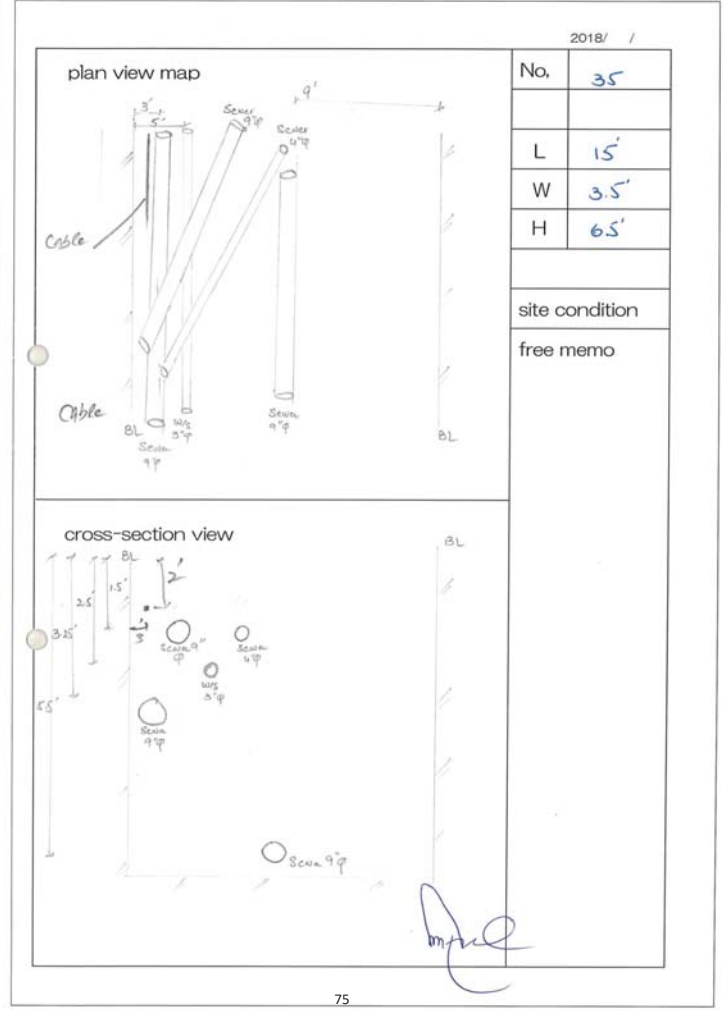 2018/ /
plan view map
No, 35
L 15'
W 3.5'
H 6.5'
site condition
free memo
3'
5'
9'
Sewer
9"φ
Sewer
4"φ
Cable
Cable
BL
Sewer
9"φ
W/S
3"φ
Sewer
9"φ
BL
cross-section view
BL
BL
2'
1.5'
2.5'
3.25'
5.5'
3'
Sewer 9"
φ
Sewer
4"φ
W/S
3"φ
Sewer
9"φ
Sewer 9"φ
75